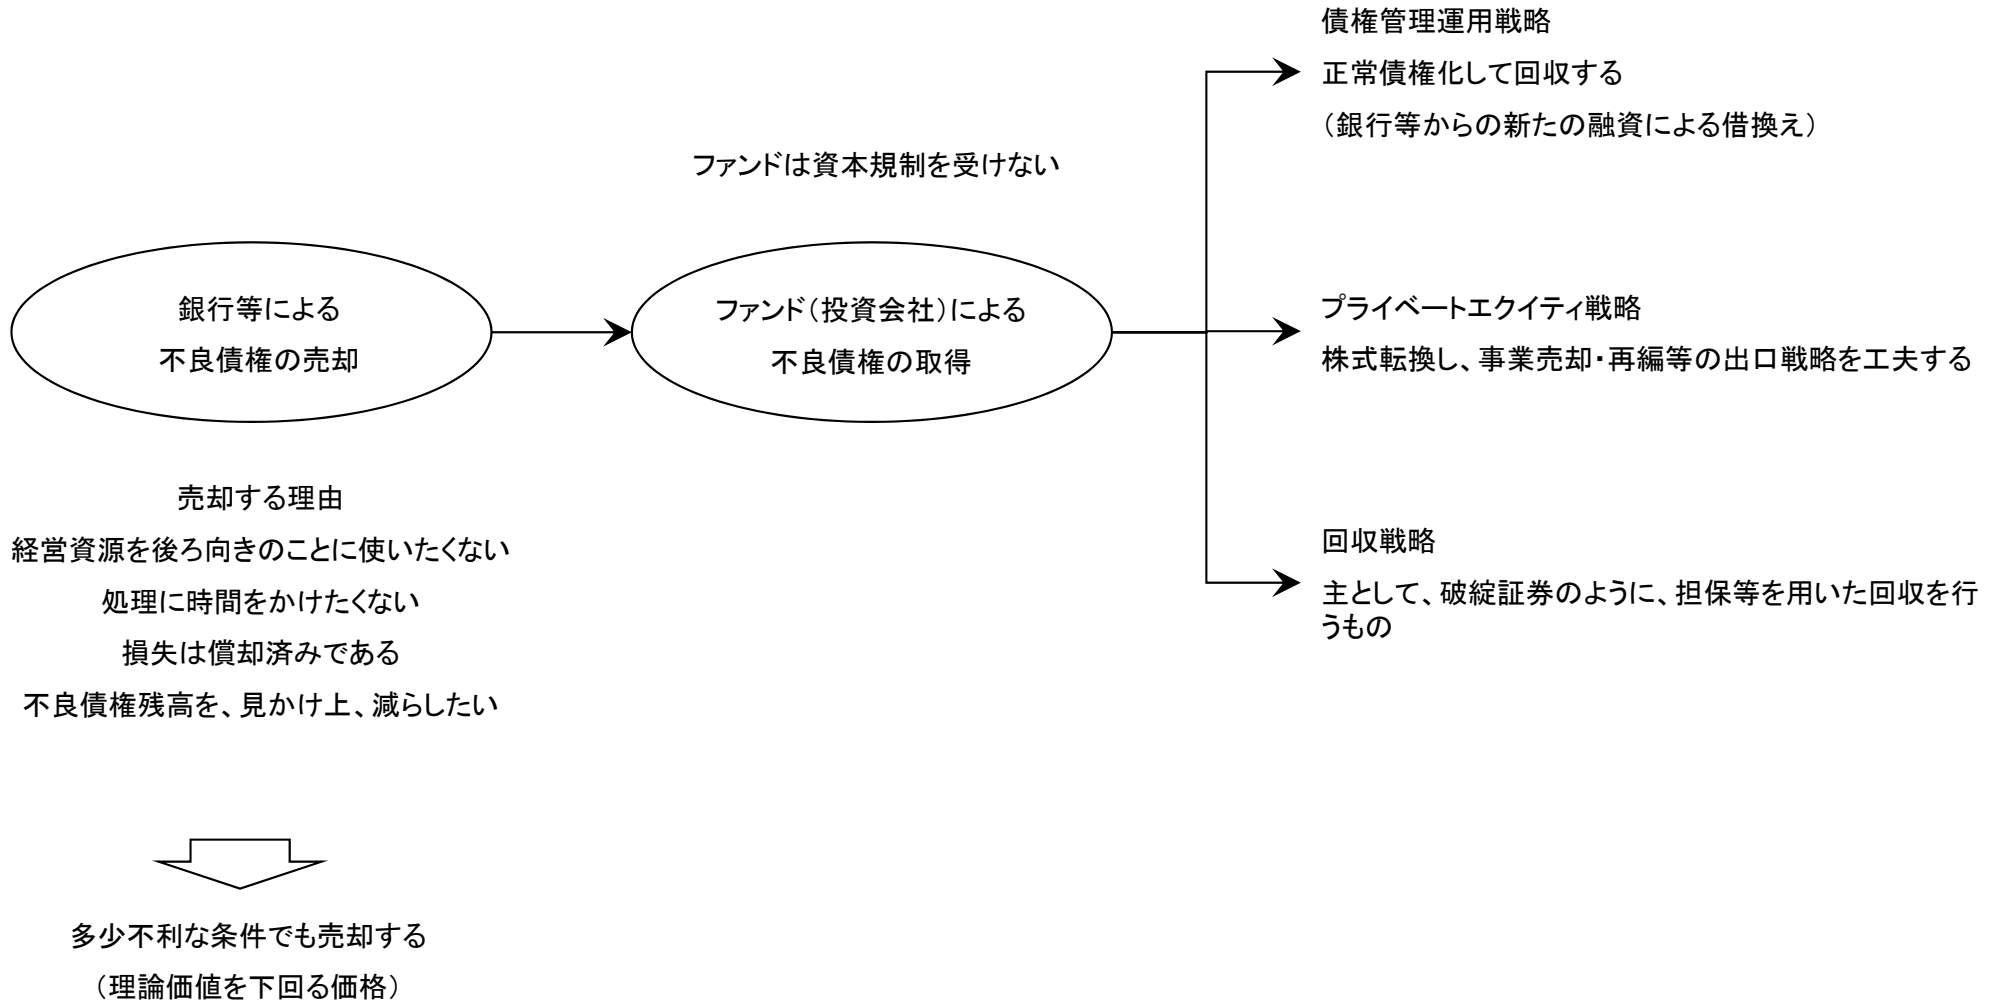 債権管理運用戦略
正常債権化して回収する
（銀行等からの新たの融資による借換え）
ファンドは資本規制を受けない
銀行等による
不良債権の売却
ファンド（投資会社）による
不良債権の取得
プライベートエクイティ戦略
株式転換し、事業売却・再編等の出口戦略を工夫する
売却する理由
経営資源を後ろ向きのことに使いたくない
処理に時間をかけたくない
損失は償却済みである
不良債権残高を、見かけ上、減らしたい
回収戦略
主として、破綻証券のように、担保等を用いた回収を行
うもの
多少不利な条件でも売却する
（理論価値を下回る価格）